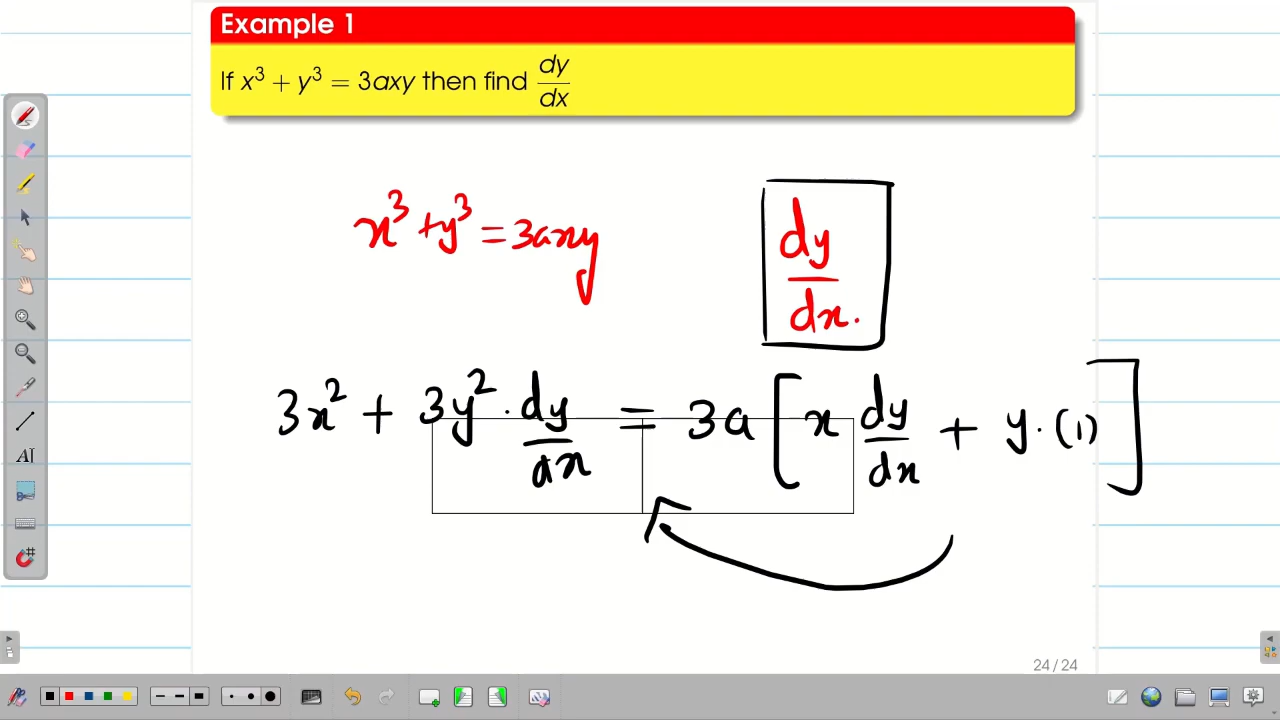 Example 1
If x³ + y³ = 3axy then find dy/dx
x³ + y³ = 3axy
dy/dx.
3x² + 3y² · dy/dx = 3a [ x dy/dx + y · (1) ]
AI
24 / 24